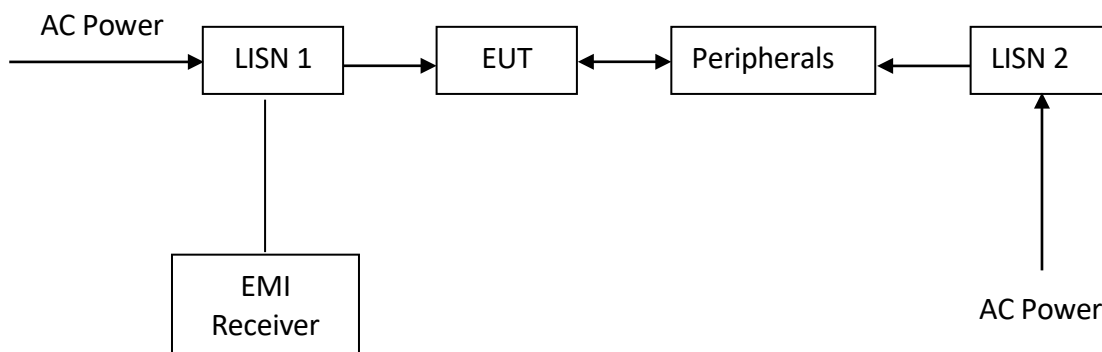 AC Power
LISN 1
EUT
Peripherals
LISN 2
EMI
Receiver
AC Power